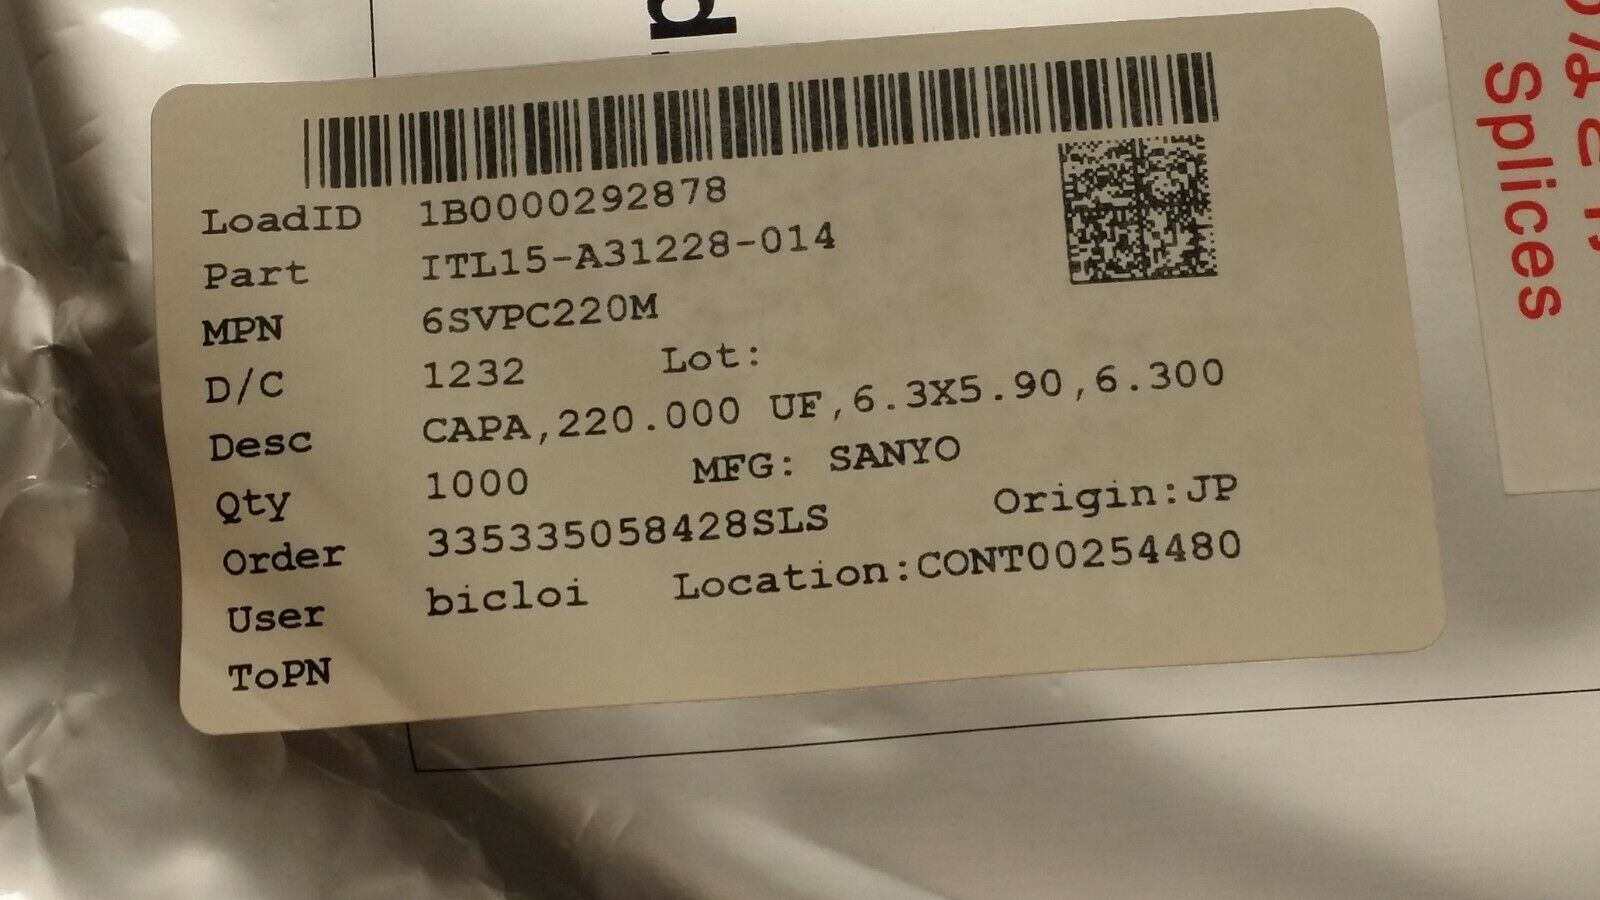 LoadID 1B0000292878
Part ITL15-A31228-014
MPN 6SVPC220M
D/C 1232 Lot:
Desc CAPA,220.000 UF,6.3X5.90,6.300
Qty 1000 MFG: SANYO
Order 335335058428SLS Origin:JP
User bicloi Location:CONT00254480
ToPN
Splices